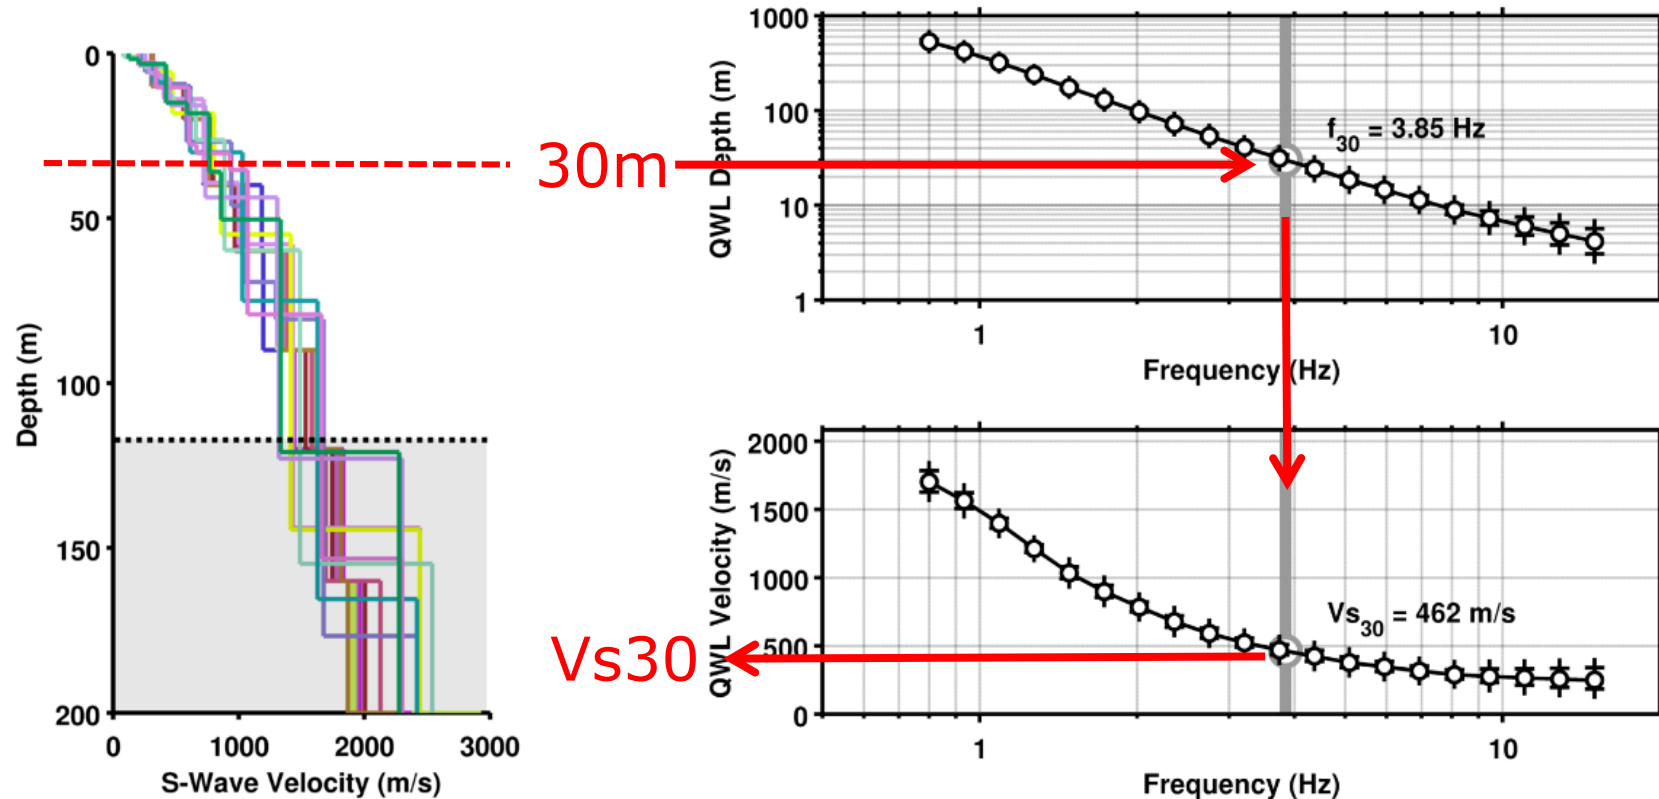 0
50
100
150
200
Depth (m)
0 1000 2000 3000
S-Wave Velocity (m/s)
30m
Vs30
1000
100
10
1
QWL Depth (m)
f30 = 3.85 Hz
1 10
Frequency (Hz)
2000
1500
1000
500
0
QWL Velocity (m/s)
Vs30 = 462 m/s
1 10
Frequency (Hz)